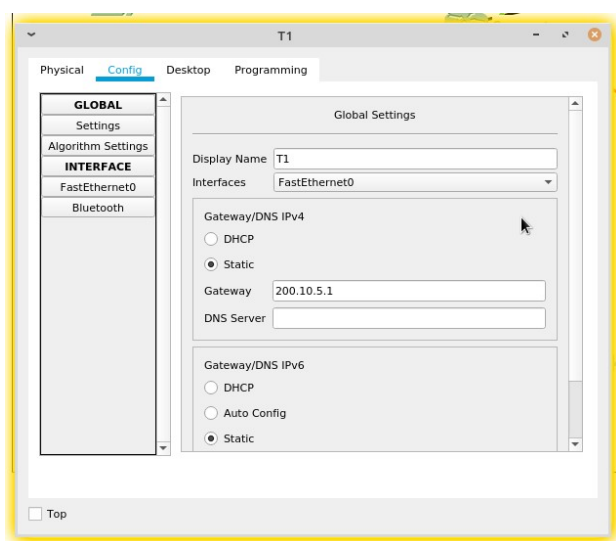 T1
Physical Config Desktop Programming
GLOBAL
Settings
Algorithm Settings
INTERFACE
FastEthernet0
Bluetooth
Global Settings
Display Name T1
Interfaces FastEthernet0
Gateway/DNS IPv4
DHCP
Static
Gateway 200.10.5.1
DNS Server
Gateway/DNS IPv6
DHCP
Auto Config
Static
Top